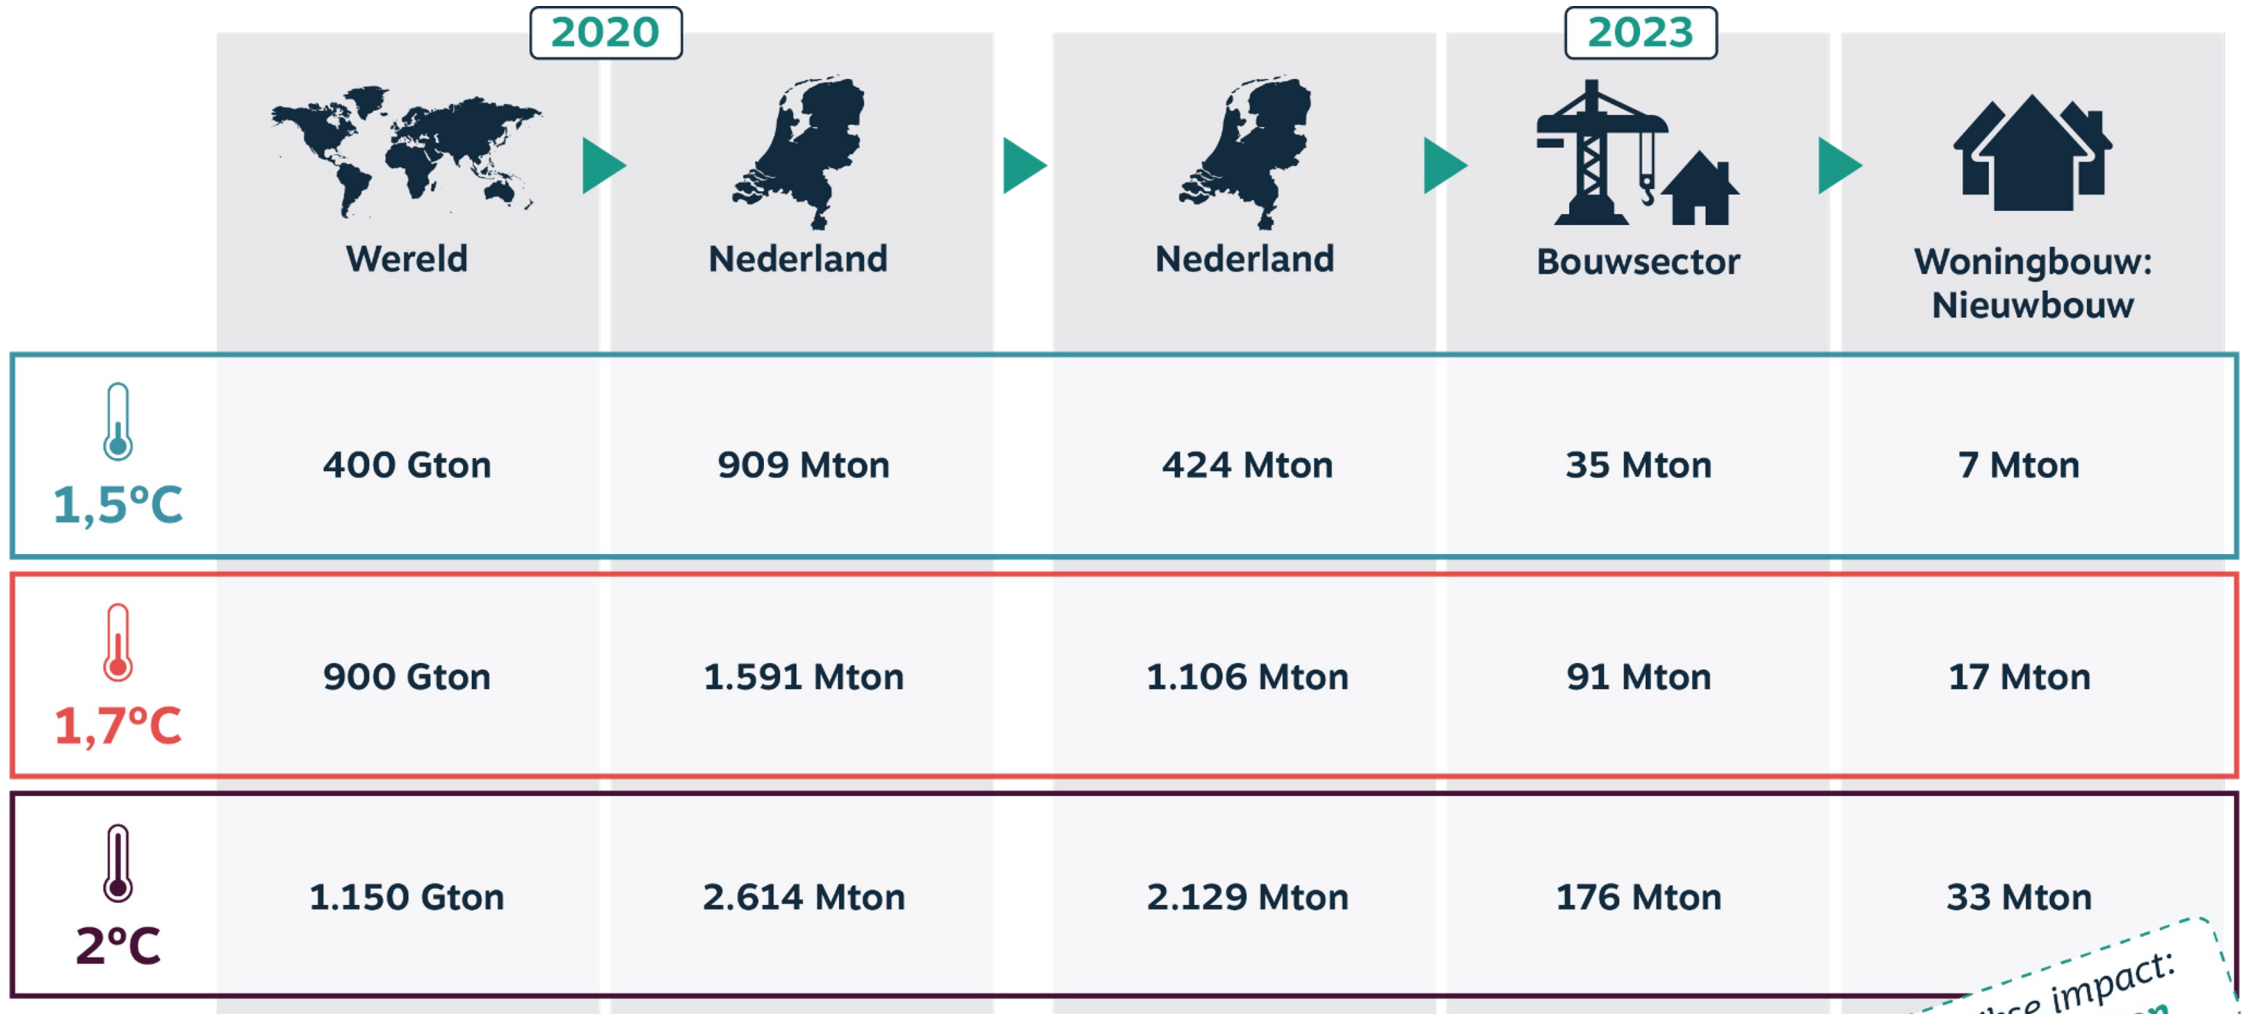 2020
2023
Wereld
Nederland
Nederland
Bouwsector
Woningbouw:
Nieuwbouw
1,5°C
400 Gton
909 Mton
424 Mton
35 Mton
7 Mton
1,7°C
900 Gton
1.591 Mton
1.106 Mton
91 Mton
17 Mton
2°C
1.150 Gton
2.614 Mton
2.129 Mton
176 Mton
33 Mton
impact: